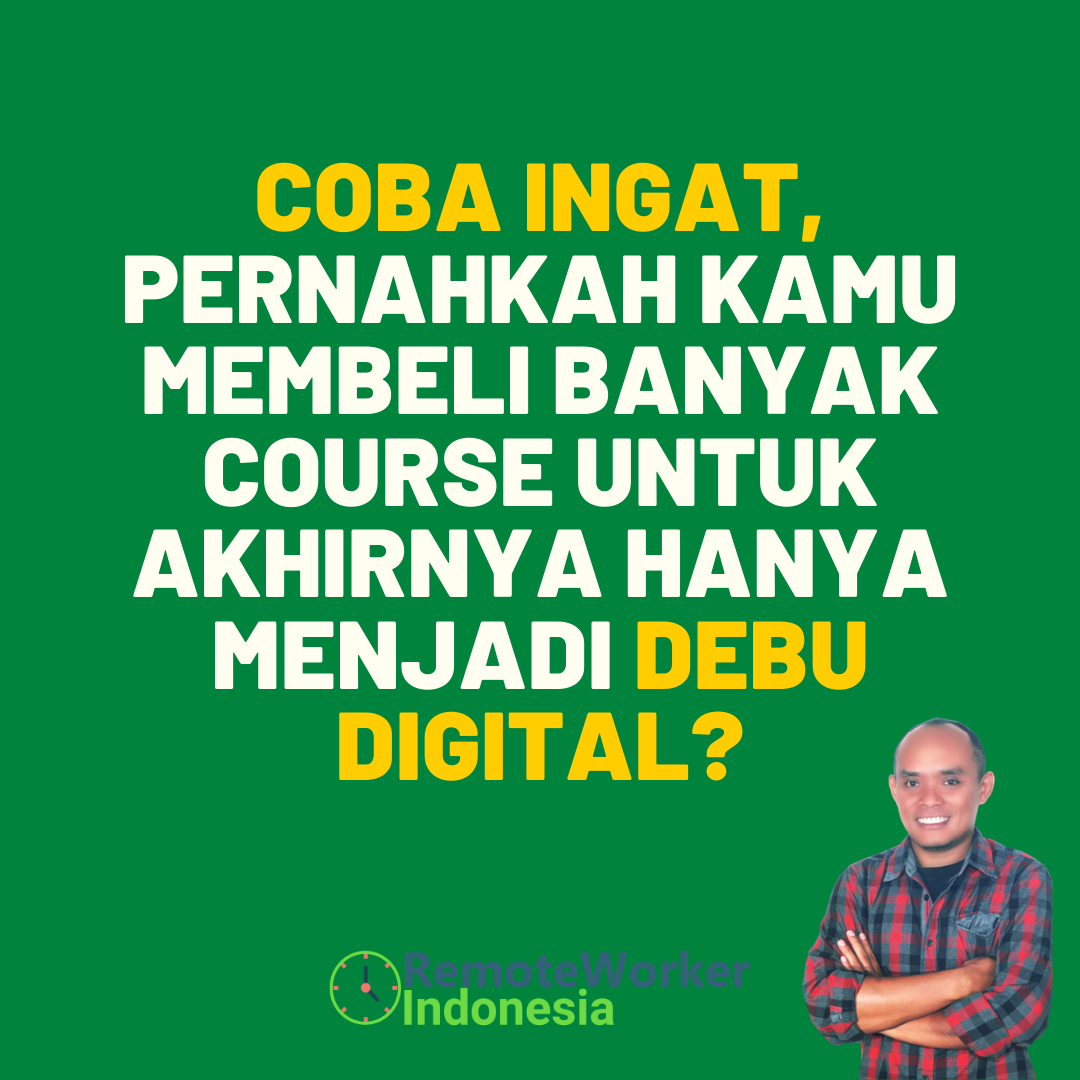 COBA INGAT,
PERNAHKAH KAMU
MEMBELI BANYAK
COURSE UNTUK
AKHIRNYA HANYA
MENJADI DEBU
DIGITAL?
RemoteWorker
Indonesia